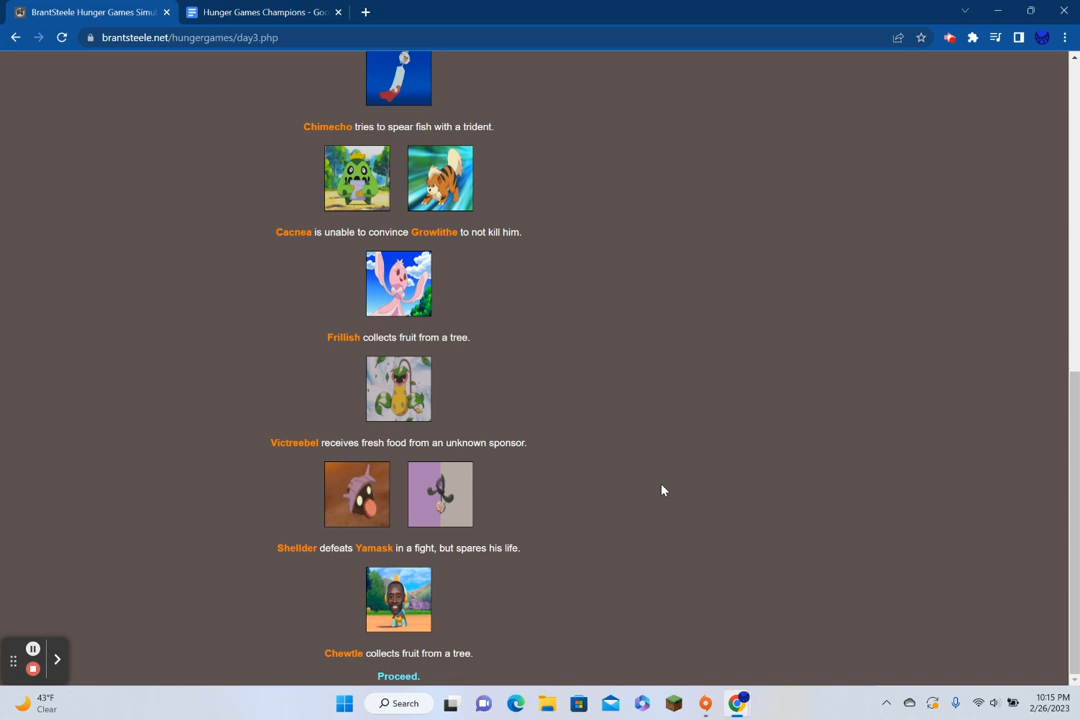 BrantSteele Hunger Games Simul
Hunger Games Champions - Goo
brantsteele.net/hungergames/day3.php
Chimecho tries to spear fish with a trident.
Cacnea is unable to convince Growlithe to not kill him.
Frillish collects fruit from a tree.
Victreebel receives fresh food from an unknown sponsor.
Shellder defeats Yamask in a fight, but spares his life.
Chewtle collects fruit from a tree.
Proceed.
43°F
Clear
Search
10:15 PM
2/26/2023